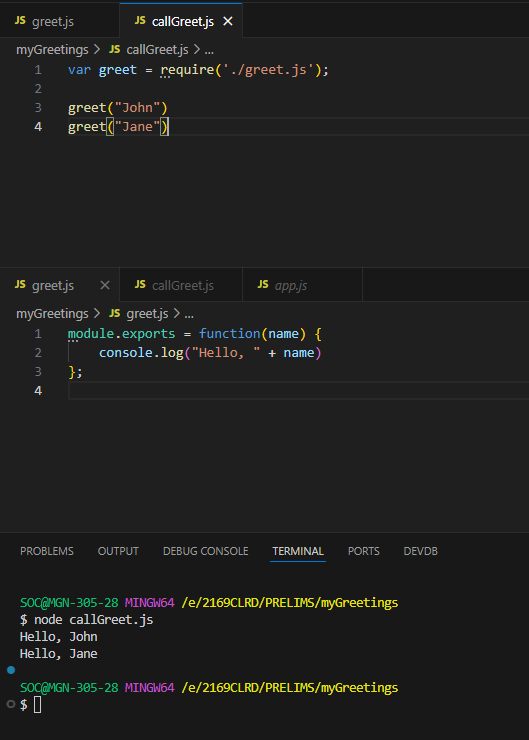 JS greet.js JS callGreet.js ×
myGreetings > JS callGreet.js > ...
1 var greet = require('./greet.js');
2
3 greet("John")
4 greet("Jane")
JS greet.js × JS callGreet.js JS app.js
myGreetings > JS greet.js > ...
1 module.exports = function(name) {
2 console.log("Hello, " + name)
3 };
4
PROBLEMS OUTPUT DEBUG CONSOLE TERMINAL PORTS DEVDB
SOC@MGN-305-28 MINGW64 /e/2169CLRD/PRELIMS/myGreetings
$ node callGreet.js
Hello, John
Hello, Jane
SOC@MGN-305-28 MINGW64 /e/2169CLRD/PRELIMS/myGreetings
$